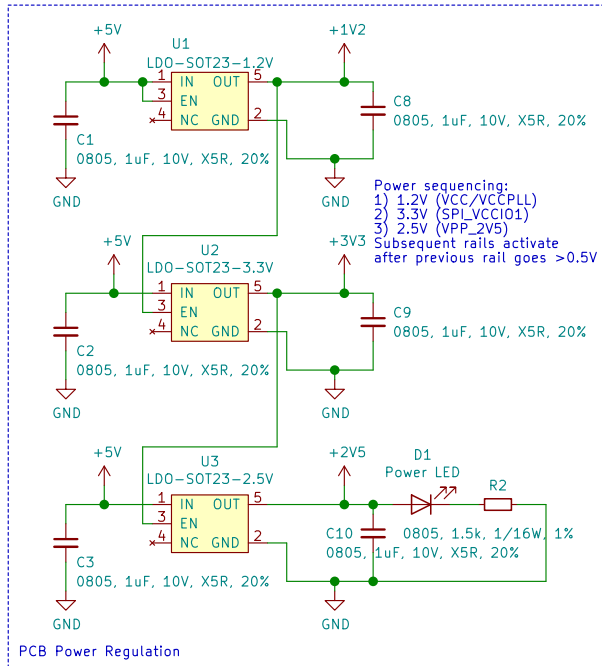 +5V
U1
LDO-SOT23-1.2V
+1V2
1 IN OUT 5
3 EN
4 NC GND 2
C1
0805, 1uF, 10V, X5R, 20%
C8
0805, 1uF, 10V, X5R, 20%
GND
GND
Power sequencing:
1) 1.2V (VCC/VCCPLL)
2) 3.3V (SPI_VCCIO1)
3) 2.5V (VPP_2V5)
Subsequent rails activate
after previous rail goes >0.5V
+5V
U2
LDO-SOT23-3.3V
+3V3
1 IN OUT 5
3 EN
4 NC GND 2
C2
0805, 1uF, 10V, X5R, 20%
C9
0805, 1uF, 10V, X5R, 20%
GND
GND
+5V
U3
LDO-SOT23-2.5V
+2V5
D1
Power LED
R2
1 IN OUT 5
3 EN
4 NC GND 2
C10
0805, 1.5k, 1/16W, 1%
0805, 1uF, 10V, X5R, 20%
C3
0805, 1uF, 10V, X5R, 20%
GND
GND
PCB Power Regulation